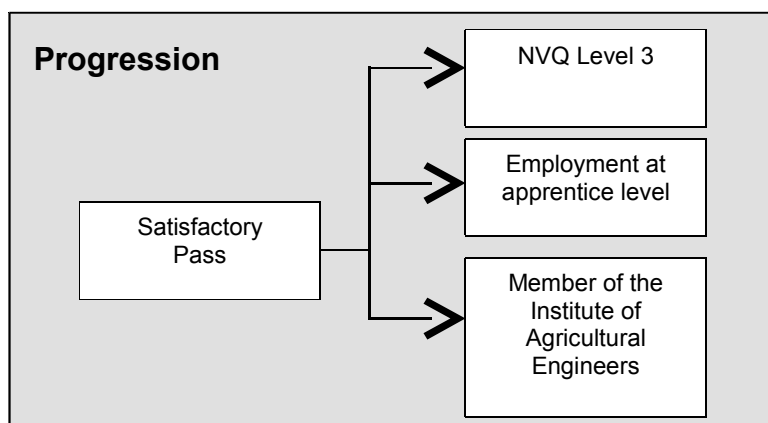 Progression
NVQ Level 3
Employment at
apprentice level
Satisfactory
Pass
Member of the
Institute of
Agricultural
Engineers